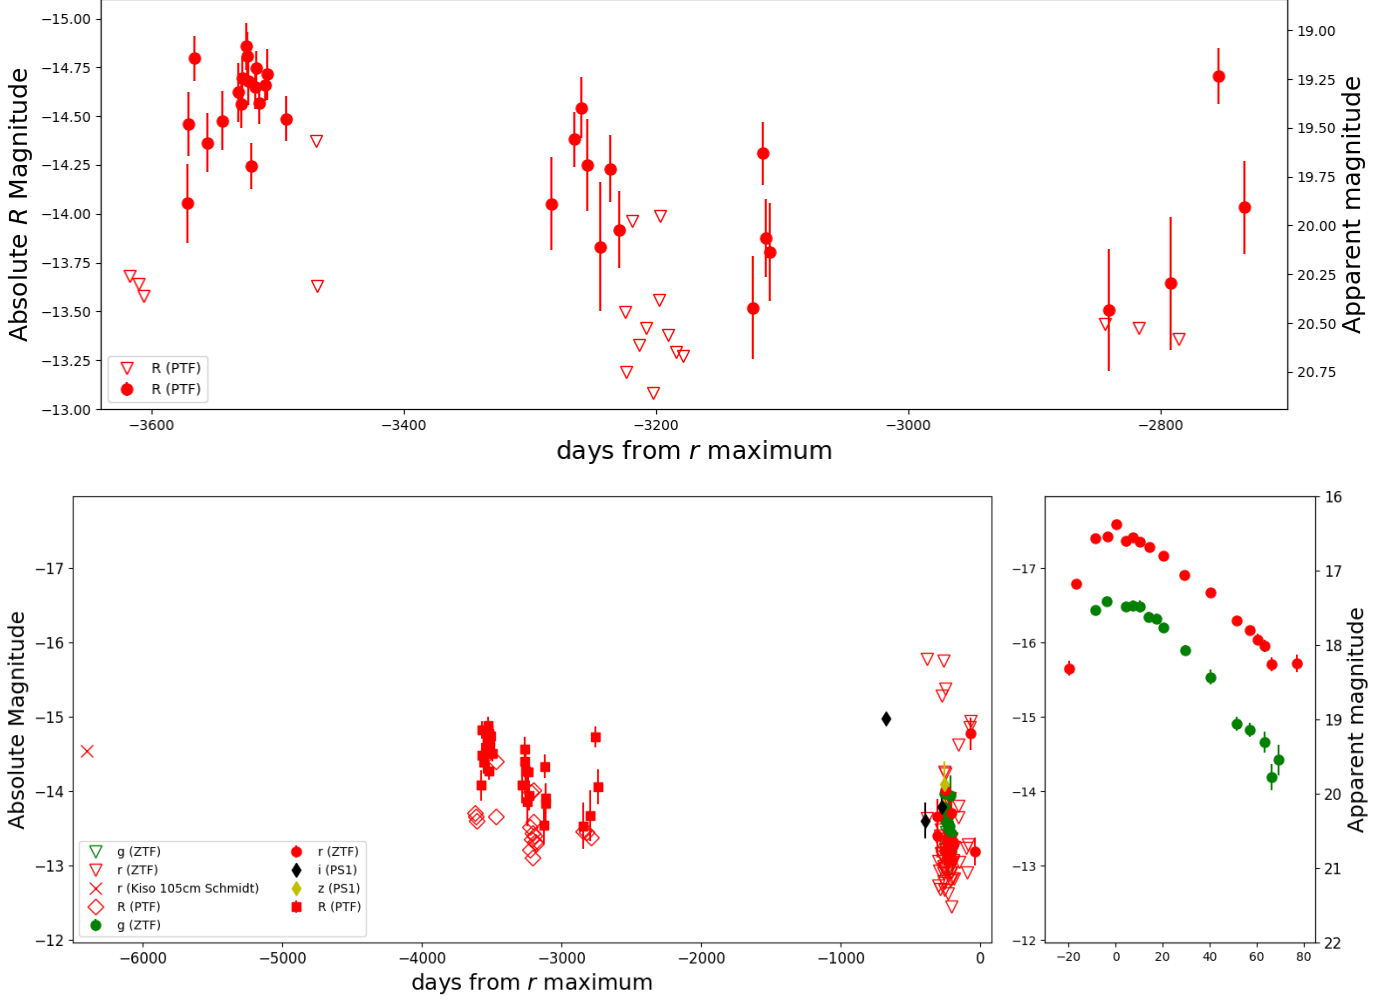 −15.00
−14.75
−14.50
−14.25
−14.00
−13.75
−13.50
−13.25
−13.00
Absolute R Magnitude
19.00
19.25
19.50
19.75
20.00
20.25
20.50
20.75
Apparent magnitude
R (PTF)
R (PTF)
−3600 −3400 −3200 −3000 −2800
days from r maximum
−17
−16
−15
−14
−13
−12
Absolute Magnitude
g (ZTF)
r (ZTF)
r (Kiso 105cm Schmidt)
R (PTF)
g (ZTF)
r (ZTF)
i (PS1)
z (PS1)
R (PTF)
−6000 −5000 −4000 −3000 −2000 −1000 0
days from r maximum
−17
−16
−15
−14
−13
−12
16
17
18
19
20
21
22
Apparent magnitude
−20 0 20 40 60 80